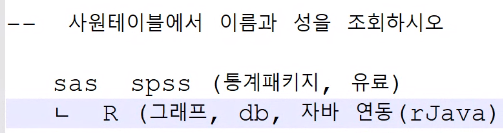 -- 사원테이블에서 이름과 성을 조회하시오
sas spss (통계패키지, 유료)
ㄴ R (그래프, db, 자바 연동(rJava)